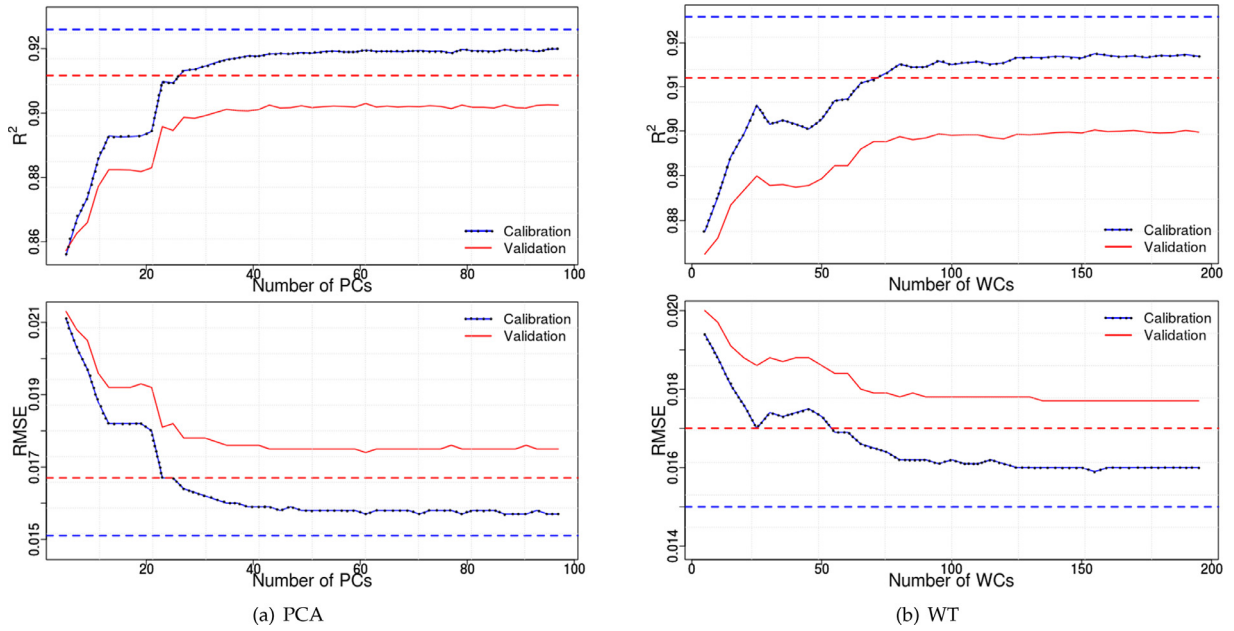 0.92
0.90
0.88
0.86
R²
Calibration
Validation
20
40
60
80
100
Number of PCs
0.92
0.91
0.90
0.89
0.88
R²
Calibration
Validation
0
50
100
150
200
Number of WCs
0.021
0.019
0.017
0.015
RMSE
Calibration
Validation
20
40
60
80
100
Number of PCs
0.020
0.018
0.016
0.014
RMSE
Calibration
Validation
0
50
100
150
200
Number of WCs
(a) PCA
(b) WT